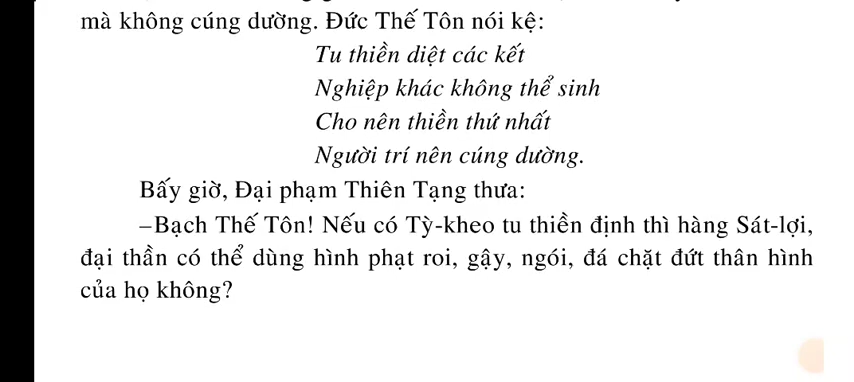 mà không cúng dường. Đức Thế Tôn nói kệ:
Tu thiền diệt các kết
Nghiệp khác không thể sinh
Cho nên thiền thứ nhất
Người trí nên cúng dường.
Bấy giờ, Đại phạm Thiên Tạng thưa:
–Bạch Thế Tôn! Nếu có Tỳ-kheo tu thiền định thì hàng Sát-lợi,
đại thần có thể dùng hình phạt roi, gậy, ngói, đá chặt đứt thân hình
của họ không?